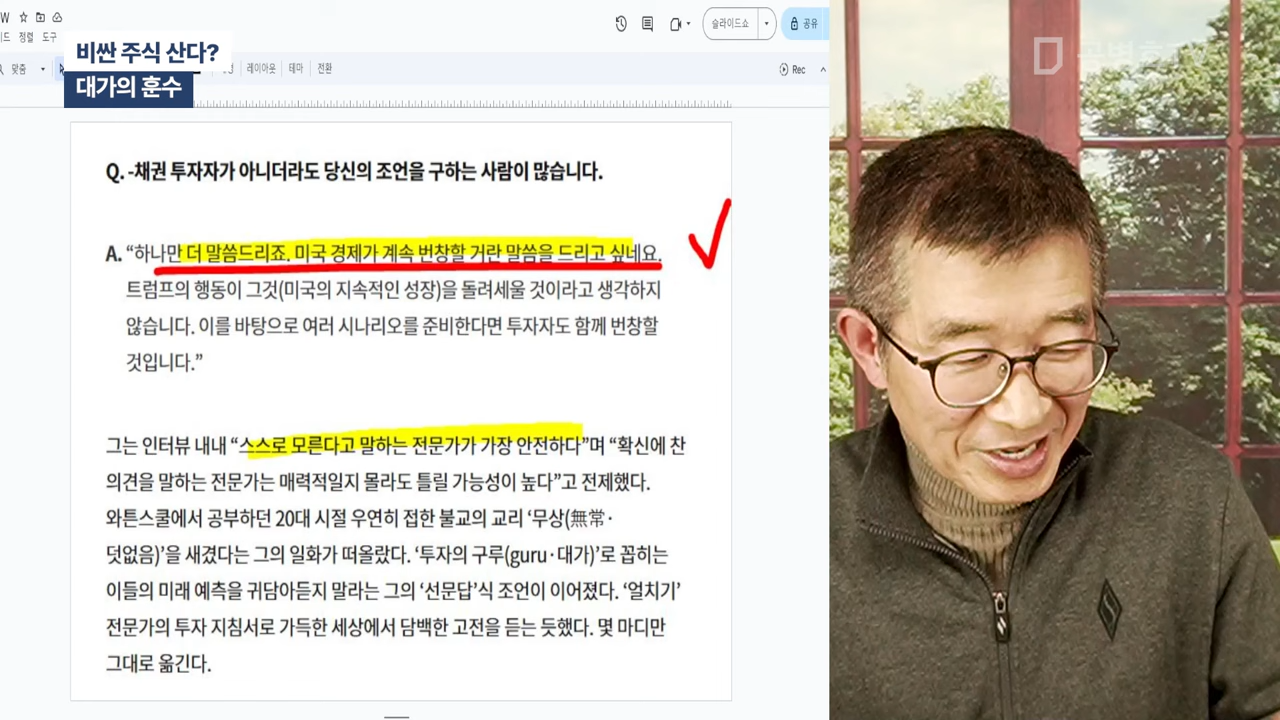 W
드 정렬 도구
비싼 주식 산다?
대가의 훈수
맞춤
레이아웃 테마 전환
슬라이드쇼
공유
Rec
Q. -채권 투자자가 아니더라도 당신의 조언을 구하는 사람이 많습니다.
A. “하나만 더 말씀드리죠. 미국 경제가 계속 번창할 거란 말씀을 드리고 싶네요.
트럼프의 행동이 그것(미국의 지속적인 성장)을 돌려세울 것이라고 생각하지
않습니다. 이를 바탕으로 여러 시나리오를 준비한다면 투자자도 함께 번창할
것입니다.”
그는 인터뷰 내내 “스스로 모른다고 말하는 전문가가 가장 안전하다”며 “확신에 찬
의견을 말하는 전문가는 매력적일지 몰라도 틀릴 가능성이 높다”고 전제했다.
와튼스쿨에서 공부하던 20대 시절 우연히 접한 불교의 교리 ‘무상(無常·
덧없음)’을 새겼다는 그의 일화가 떠올랐다. ‘투자의 구루(guru·대가)’로 꼽히는
이들의 미래 예측을 귀담아듣지 말라는 그의 ‘선문답’식 조언이 이어졌다. ‘얼치기’
전문가의 투자 지침서로 가득한 세상에서 담백한 고전을 듣는 듯했다. 몇 마디만
그대로 옮긴다.